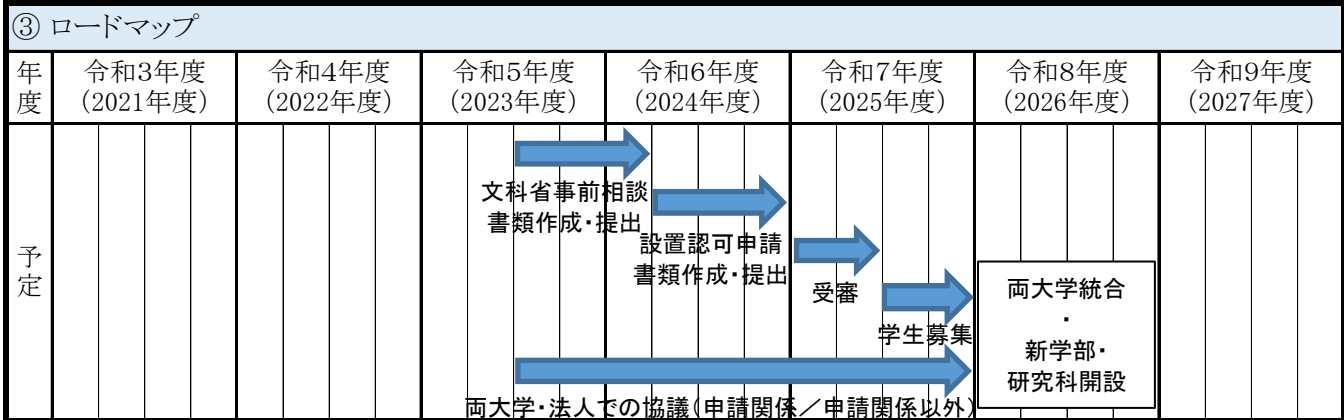 ③ ロードマップ
年度
令和3年度
(2021年度)
令和4年度
(2022年度)
令和5年度
(2023年度)
令和6年度
(2024年度)
令和7年度
(2025年度)
令和8年度
(2026年度)
令和9年度
(2027年度)
予定
文科省事前相談
書類作成・提出
設置認可申請
書類作成・提出
受審
学生募集
両大学・法人での協議(申請関係／申請関係以外)
両大学統合
・
新学部・
研究科開設